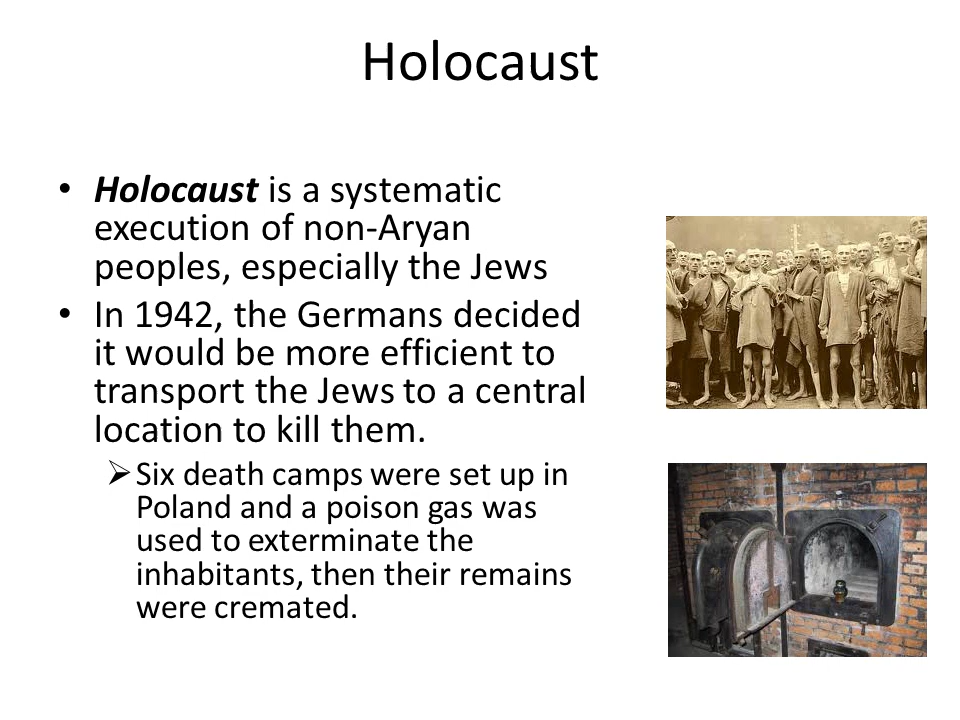 Holocaust
• Holocaust is a systematic
execution of non-Aryan
peoples, especially the Jews
• In 1942, the Germans decided
it would be more efficient to
transport the Jews to a central
location to kill them.
➢ Six death camps were set up in
Poland and a poison gas was
used to exterminate the
inhabitants, then their remains
were cremated.